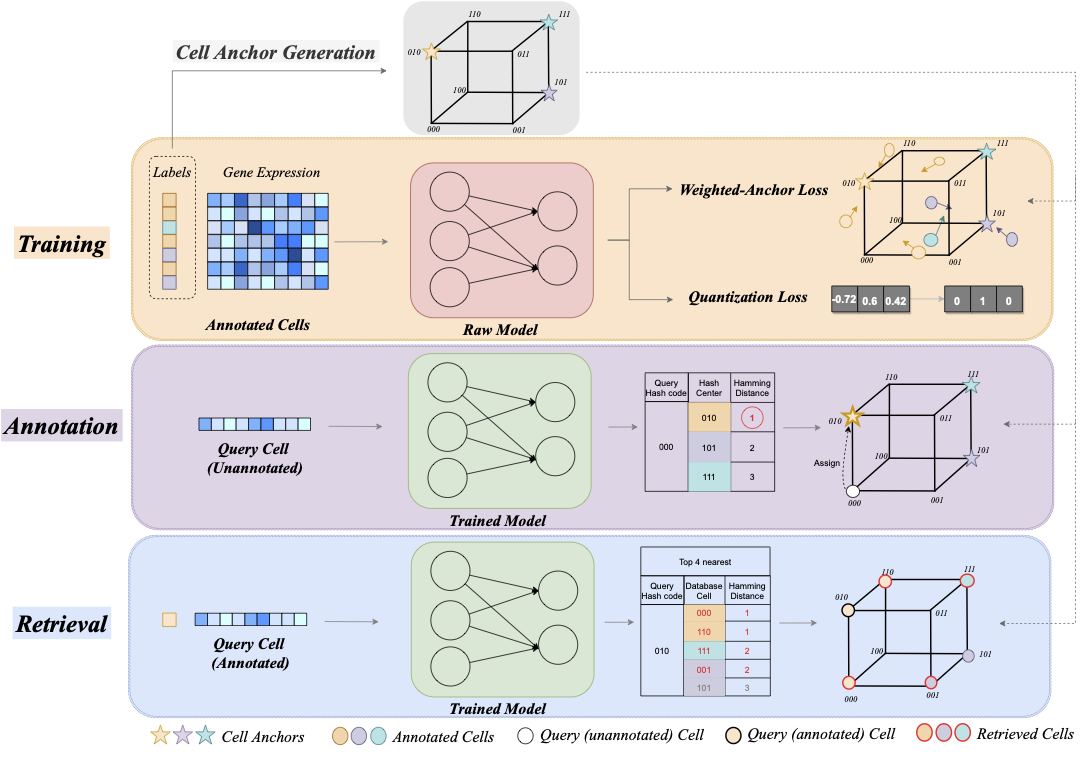 110
111
Cell Anchor Generation
010
011
100
101
000
001
Labels
Gene Expression
110
111
Weighted-Anchor Loss
010
011
Training
100
101
000
001
Quantization Loss
-0.72 0.6 0.42
0 1 0
Annotated Cells
Raw Model
Query Hash code
Hash Center
Hamming Distance
010 1
000 101 2
111 3
110
111
010
011
Annotation
Query Cell
(Unannotated)
Assign
100
101
000
001
Trained Model
Top 4 nearest
Query Hash code
Database Cell
Hamming Distance
000 1
110 1
010 111 2
001 2
101 3
110
111
010
011
Retrieval
Query Cell
(Annotated)
100
101
000
001
Trained Model
Cell Anchors
Annotated Cells
Query (unannotated) Cell
Query (annotated) Cell
Retrieved Cells